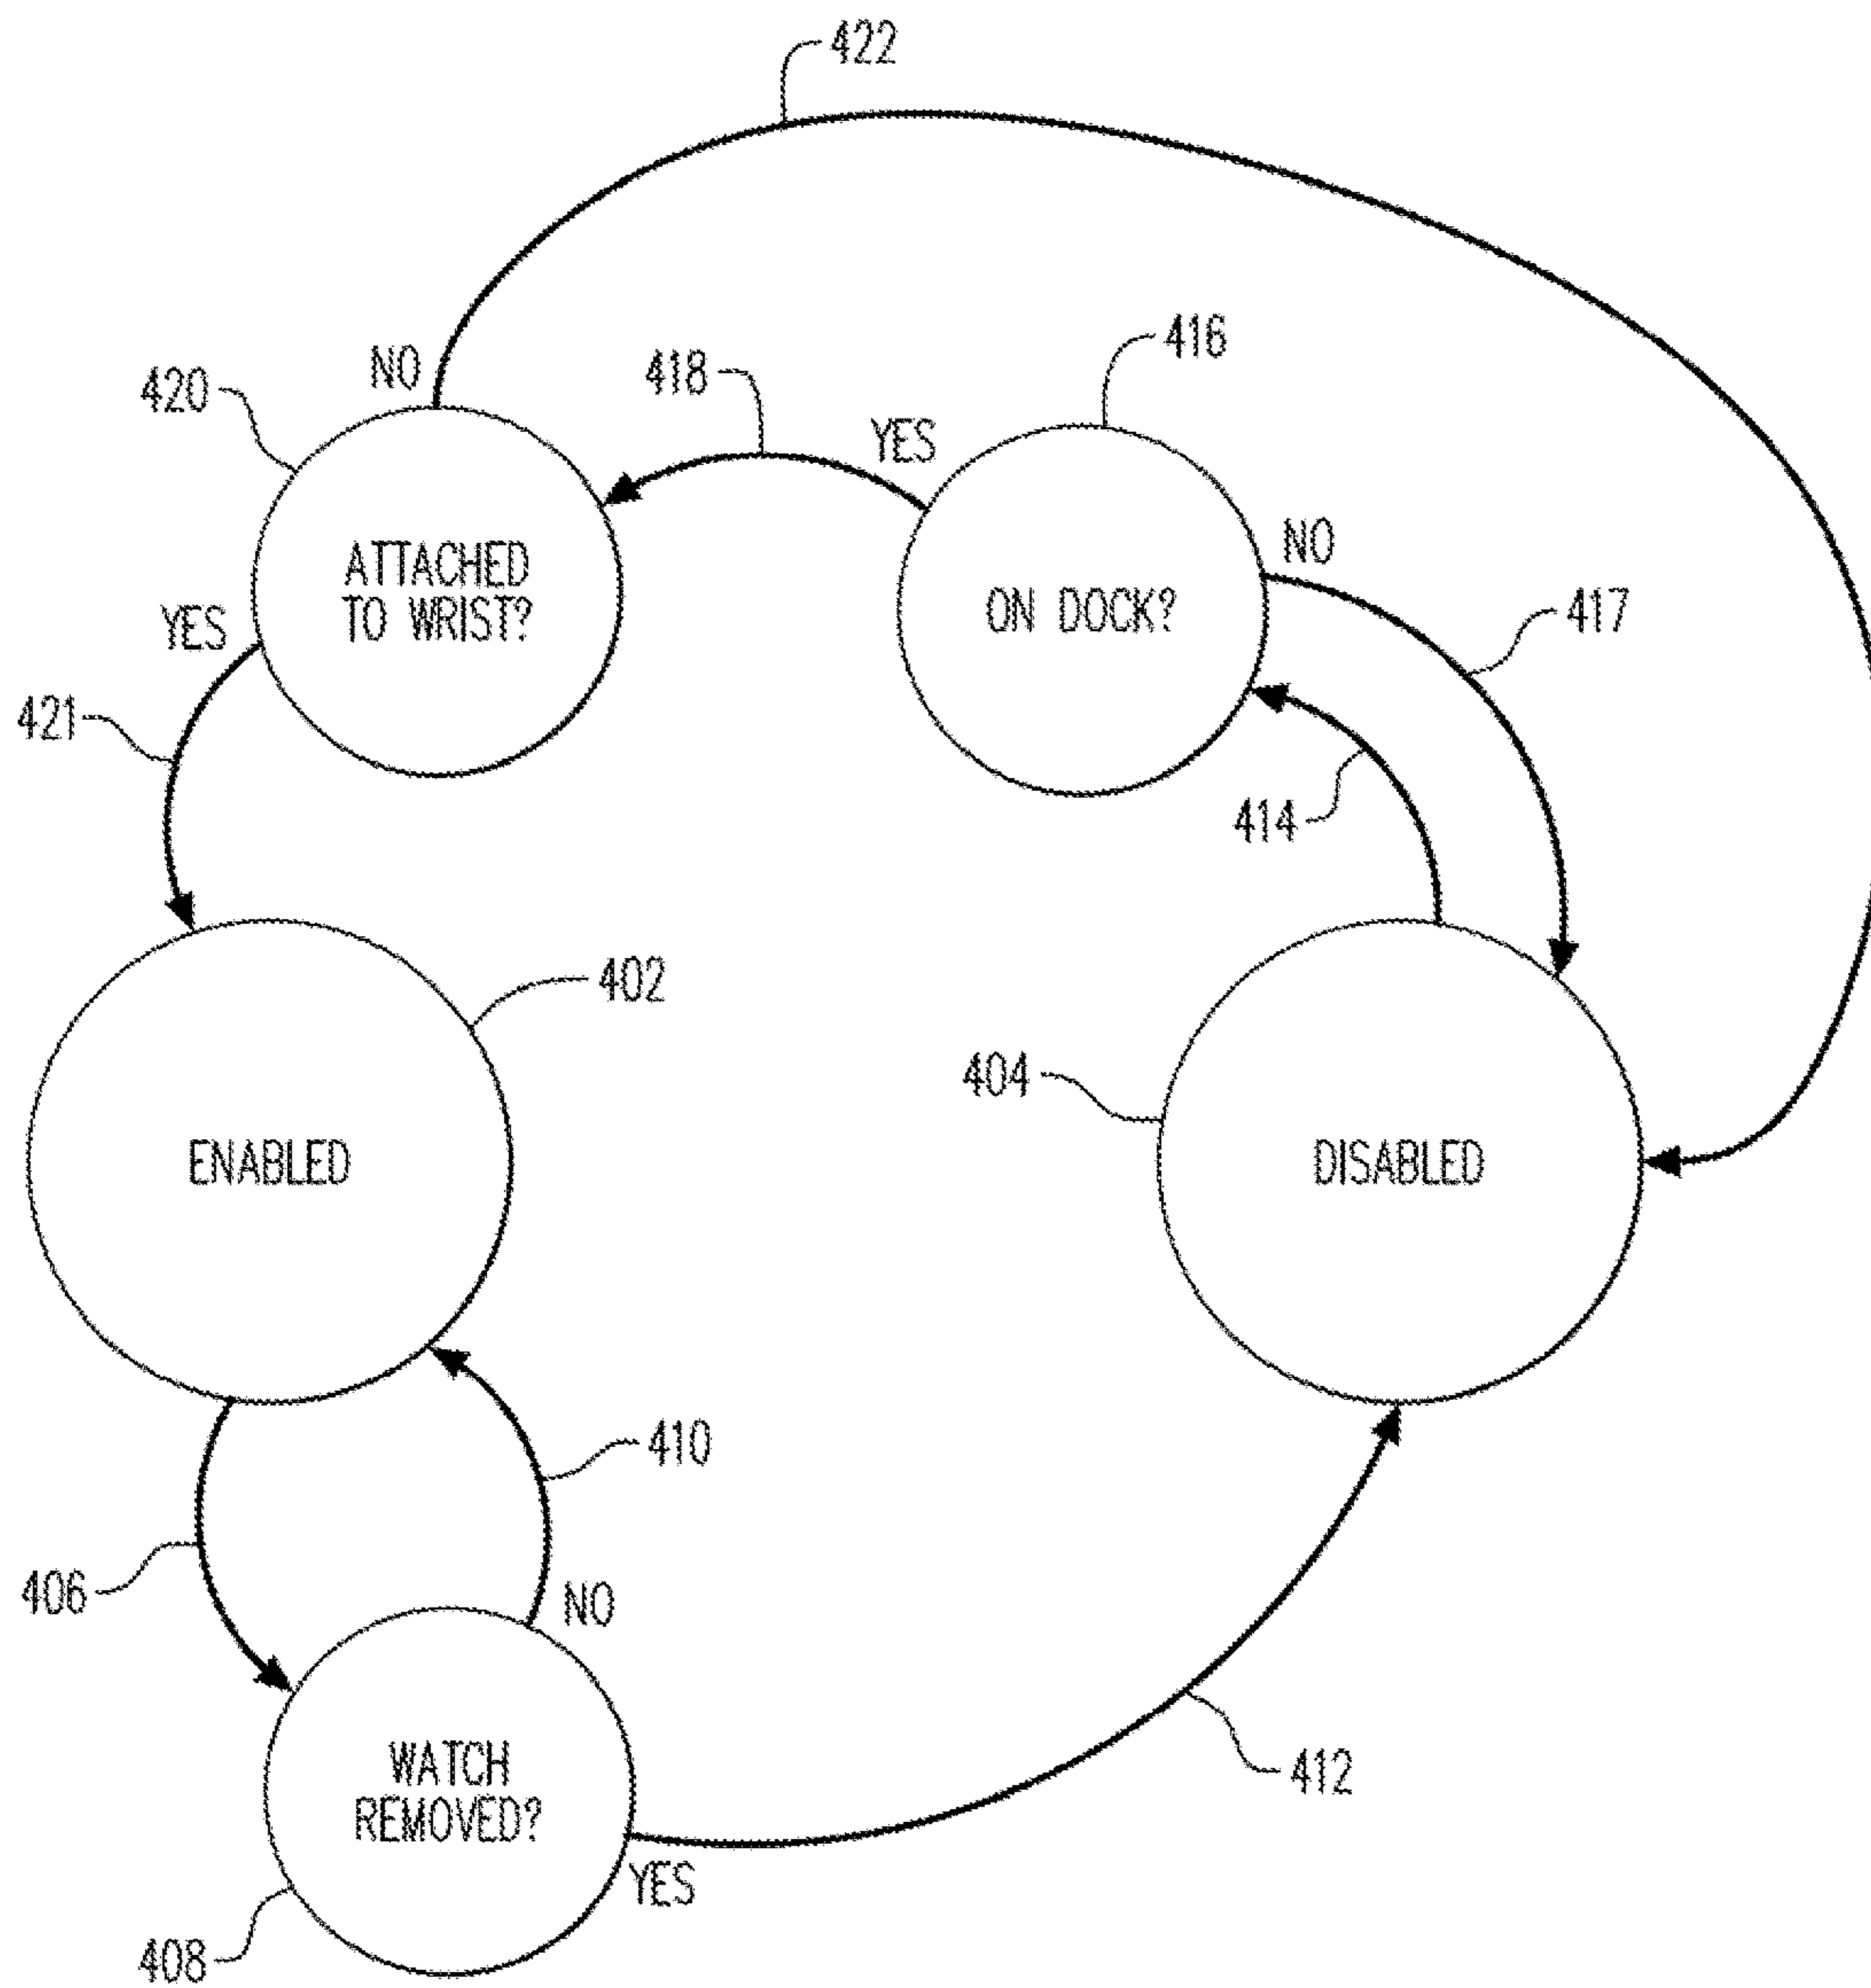 422
416
NO
418
420
YES
NO
ATTACHED
TO WRIST?
ON DOCK?
417
YES
421
414
402
404
ENABLED
DISABLED
410
406
NO
WATCH
REMOVED?
412
YES
408